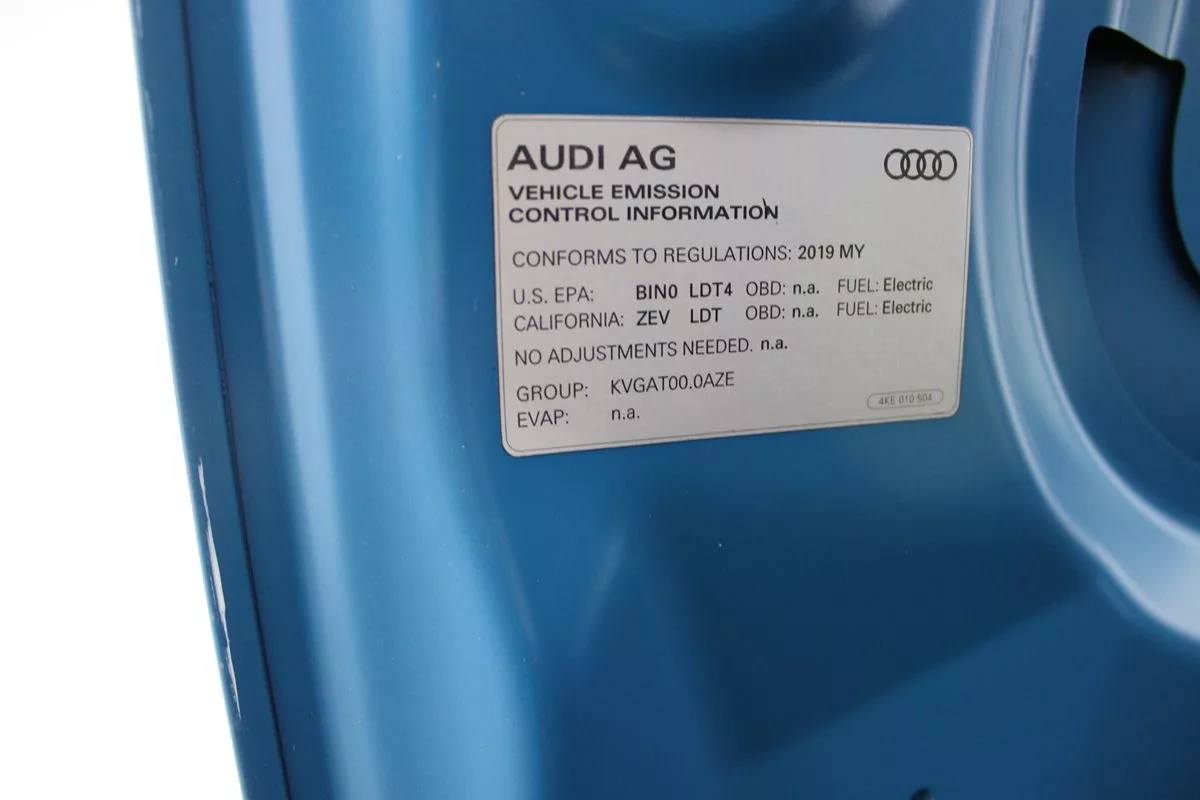 AUDI AG
VEHICLE EMISSION
CONTROL INFORMATION
CONFORMS TO REGULATIONS: 2019 MY
U.S. EPA: BIN0 LDT4 OBD: n.a. FUEL: Electric
CALIFORNIA: ZEV LDT OBD: n.a. FUEL: Electric
NO ADJUSTMENTS NEEDED. n.a.
GROUP: KVGAT00.0AZE
EVAP: n.a.
4KE 010 504